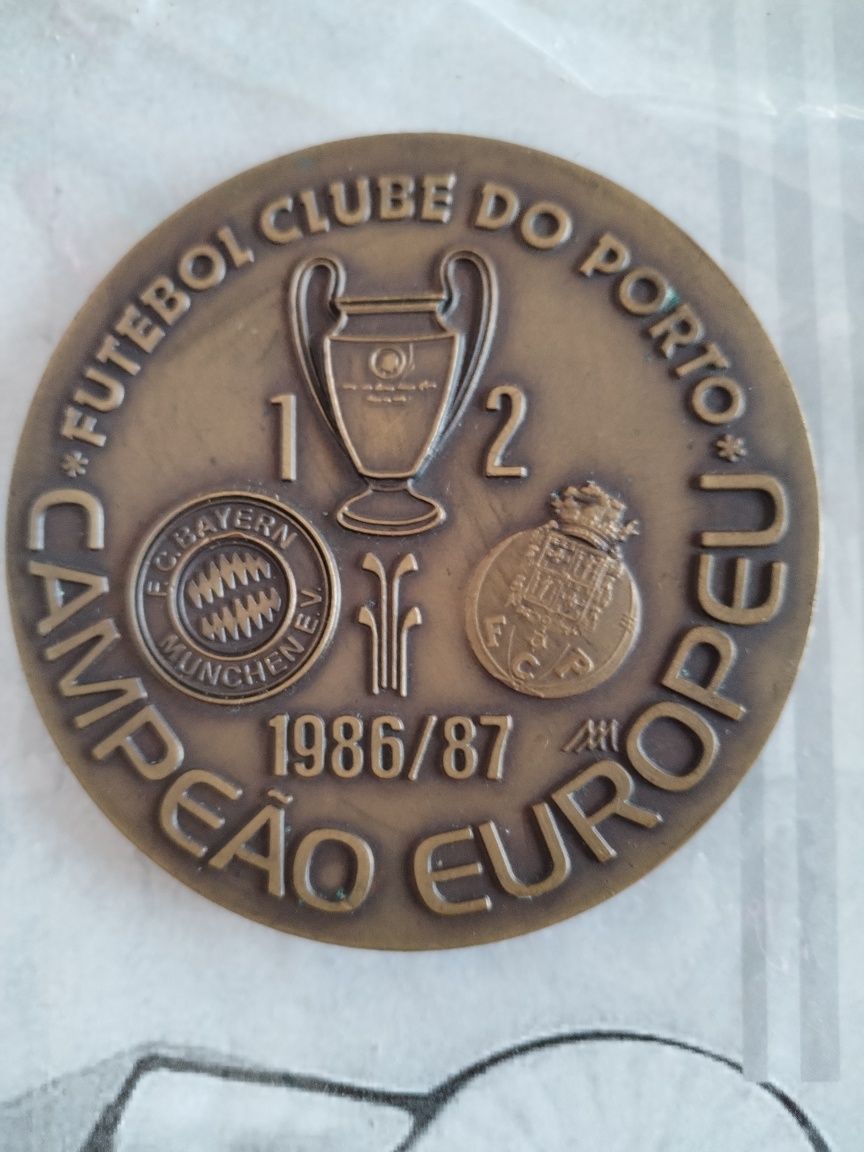 * FUTEBOL CLUBE DO PORTO *
1 2
F.C. BAYERN
MÜNCHEN E.V.
F C P
1986/87
CAMPEÃO EUROPEU